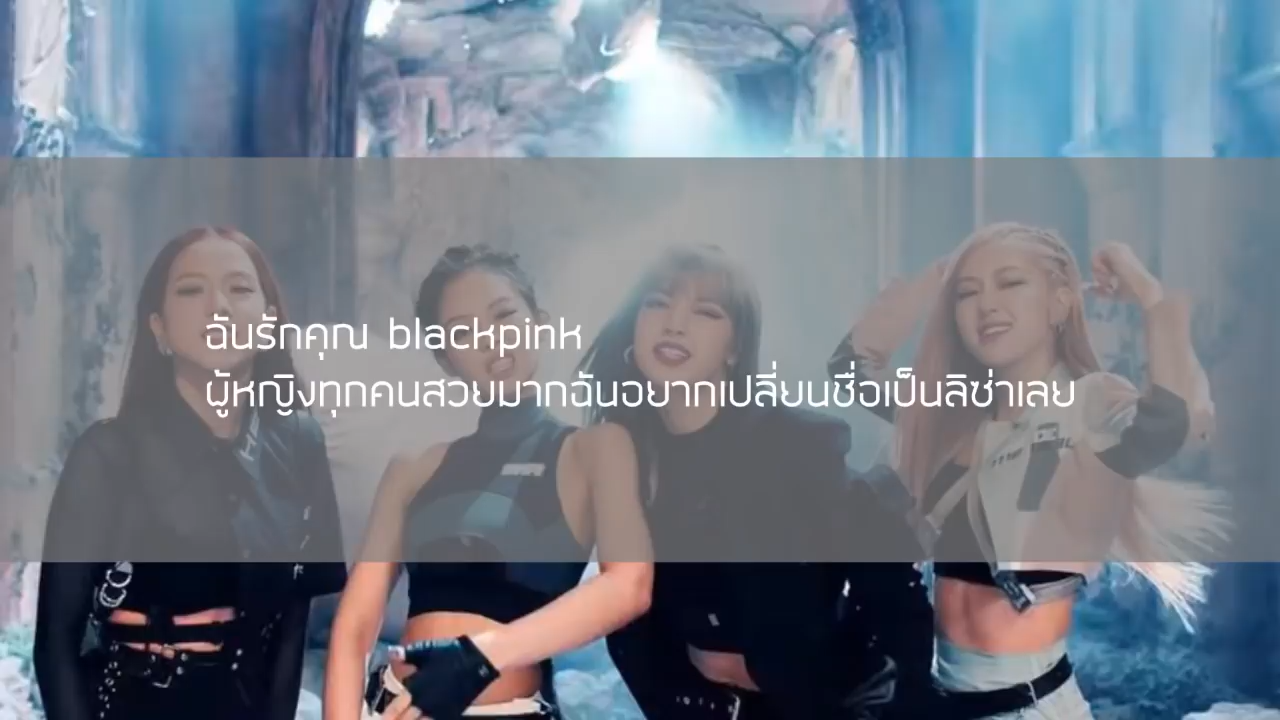 ฉันรักคุณ blackpink
ผู้หญิงทุกคนสวยมากฉันอยากเปลี่ยนชื่อเป็นลิซ่าเลย